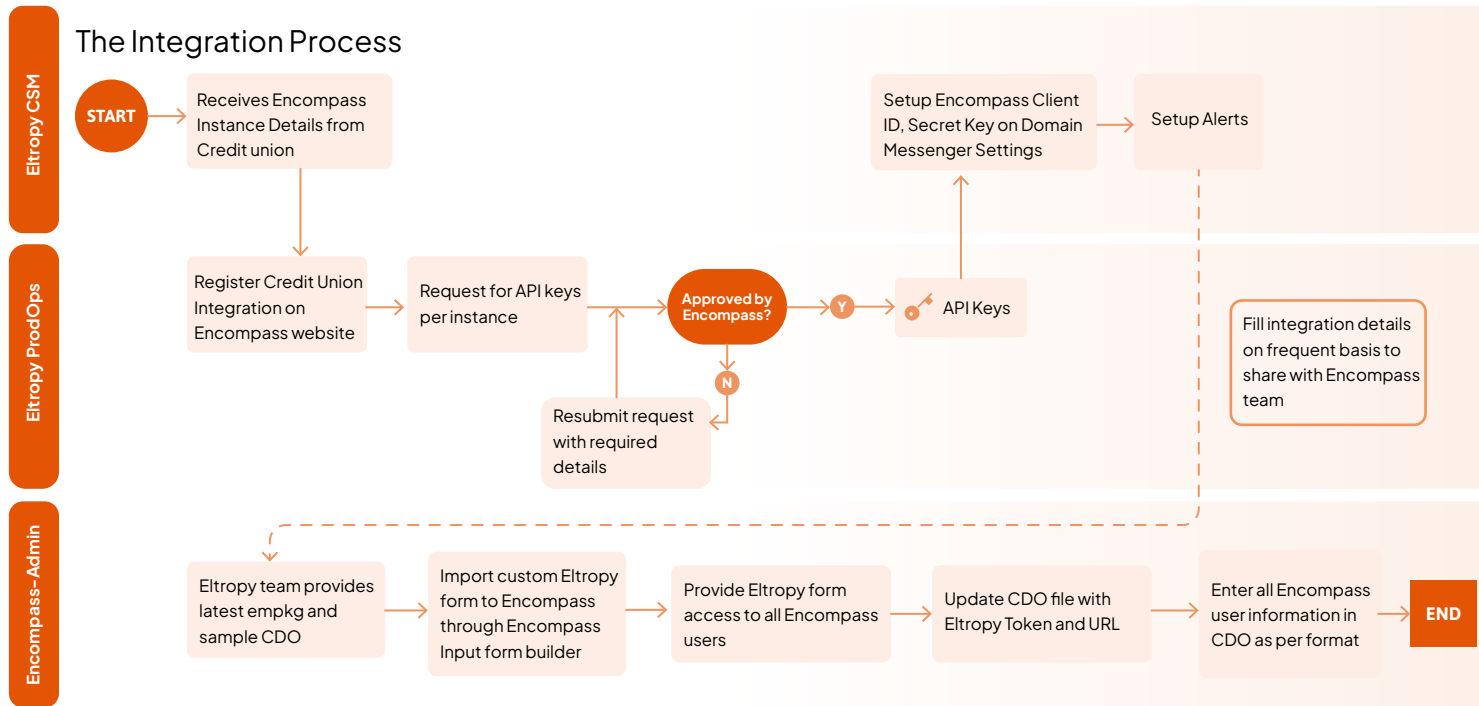 The Integration Process
Eltropy CSM
START
Receives Encompass
Instance Details from
Credit union
Setup Encompass Client
ID, Secret Key on Domain
Messenger Settings
Setup Alerts
Eltropy ProdOps
Register Credit Union
Integration on
Encompass website
Request for API keys
per instance
Approved by
Encompass?
Y
API Keys
N
Resubmit request
with required
details
Fill integration details
on frequent basis to
share with Encompass
team
Encompass-Admin
Eltropy team provides
latest empkg and
sample CDO
Import custom Eltropy
form to Encompass
through Encompass
Input form builder
Provide Eltropy form
access to all Encompass
users
Update CDO file with
Eltropy Token and URL
Enter all Encompass
user information in
CDO as per format
END